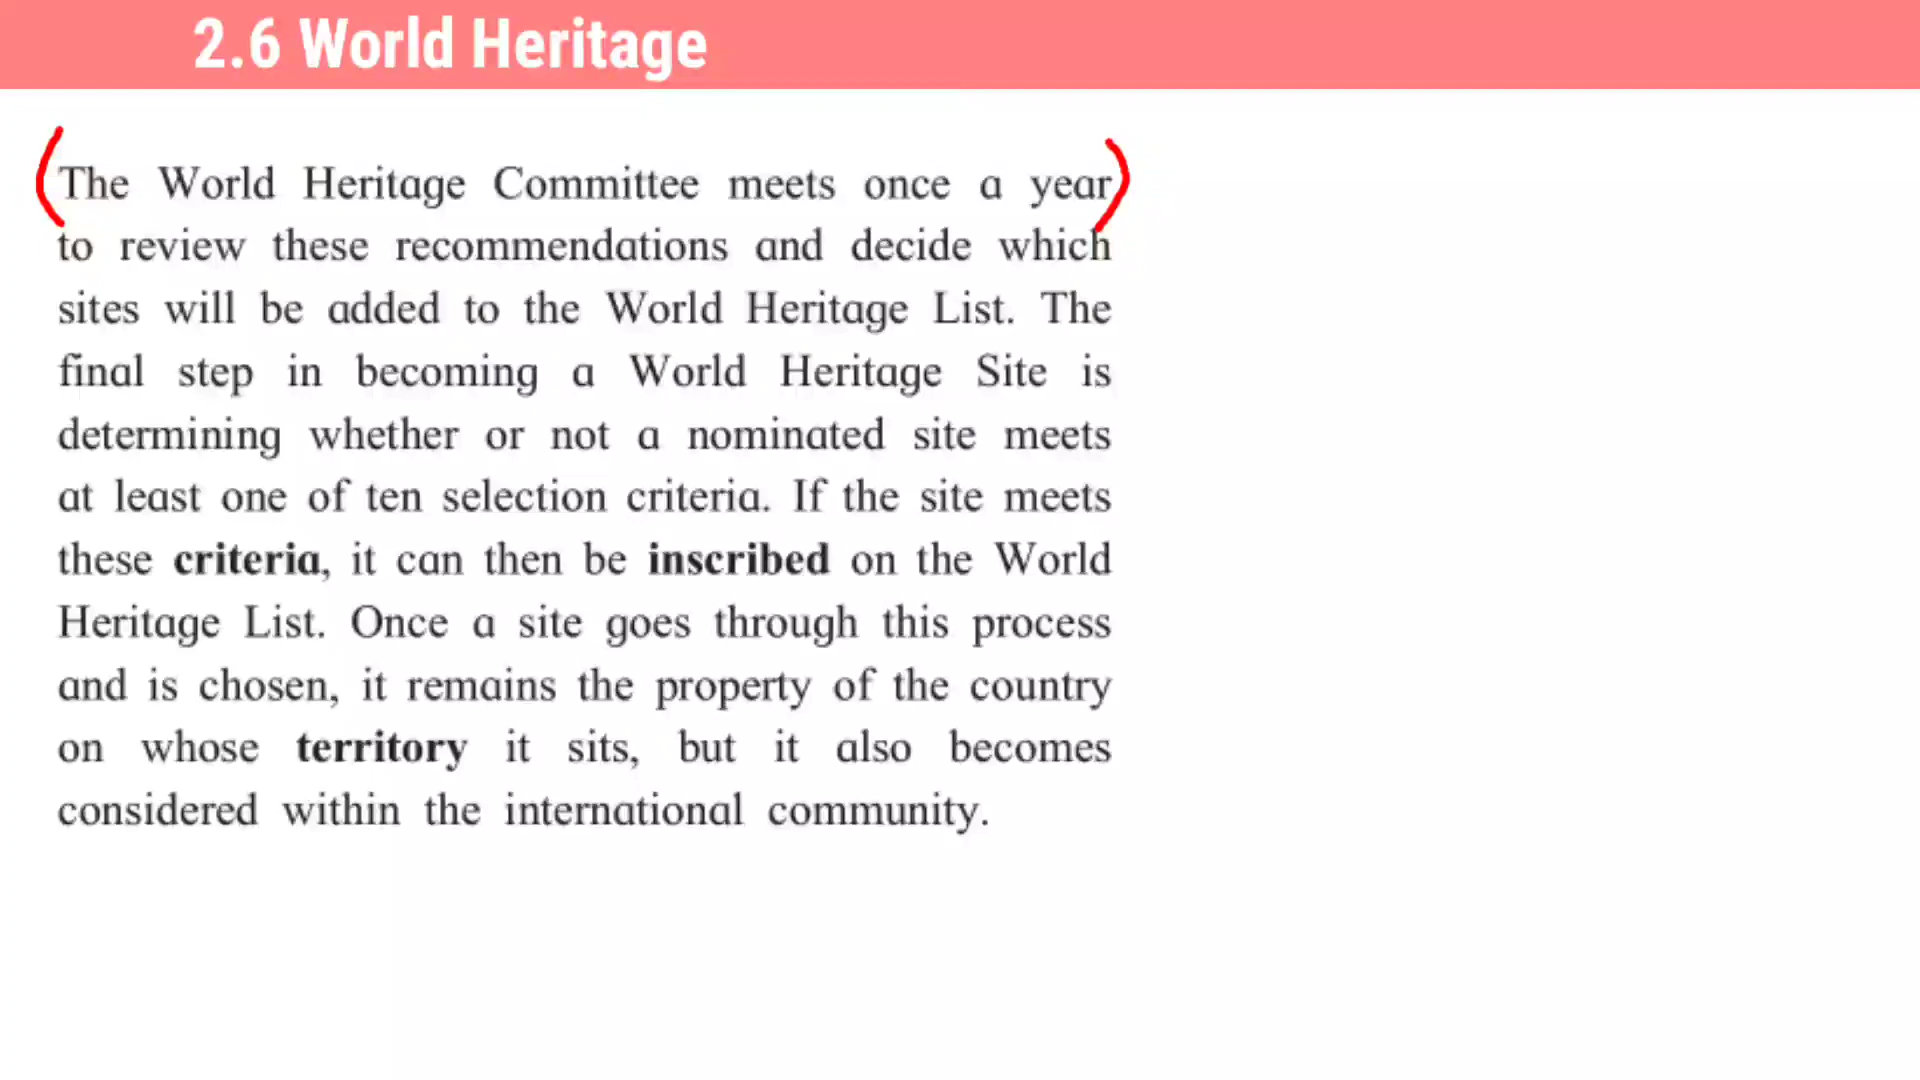 2.6 World Heritage
The World Heritage Committee meets once a year
to review these recommendations and decide which
sites will be added to the World Heritage List. The
final step in becoming a World Heritage Site is
determining whether or not a nominated site meets
at least one of ten selection criteria. If the site meets
these criteria, it can then be inscribed on the World
Heritage List. Once a site goes through this process
and is chosen, it remains the property of the country
on whose territory it sits, but it also becomes
considered within the international community.